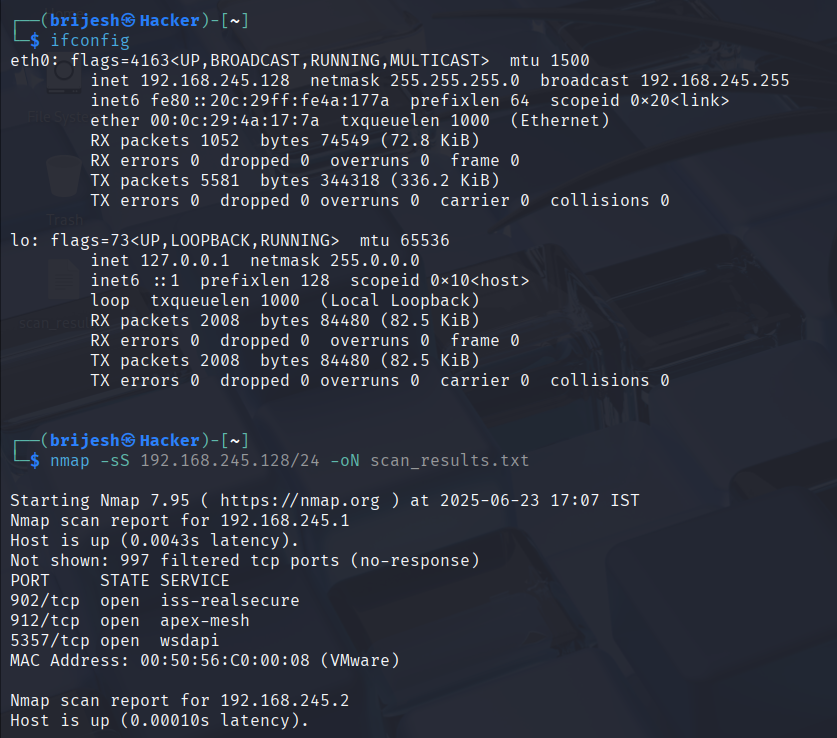 ┌──(brijesh㉿Hacker)-[~]
└─$ ifconfig
eth0: flags=4163<UP,BROADCAST,RUNNING,MULTICAST>  mtu 1500
        inet 192.168.245.128  netmask 255.255.255.0  broadcast 192.168.245.255
        inet6 fe80::20c:29ff:fe4a:177a  prefixlen 64  scopeid 0x20<link>
        ether 00:0c:29:4a:17:7a  txqueuelen 1000  (Ethernet)
        RX packets 1052  bytes 74549 (72.8 KiB)
        RX errors 0  dropped 0  overruns 0  frame 0
        TX packets 5581  bytes 344318 (336.2 KiB)
        TX errors 0  dropped 0 overruns 0  carrier 0  collisions 0

lo: flags=73<UP,LOOPBACK,RUNNING>  mtu 65536
        inet 127.0.0.1  netmask 255.0.0.0
        inet6 ::1  prefixlen 128  scopeid 0x10<host>
        loop  txqueuelen 1000  (Local Loopback)
        RX packets 2008  bytes 84480 (82.5 KiB)
        RX errors 0  dropped 0  overruns 0  frame 0
        TX packets 2008  bytes 84480 (82.5 KiB)
        TX errors 0  dropped 0 overruns 0  carrier 0  collisions 0

┌──(brijesh㉿Hacker)-[~]
└─$ nmap -sS 192.168.245.128/24 -oN scan_results.txt

Starting Nmap 7.95 ( https://nmap.org ) at 2025-06-23 17:07 IST
Nmap scan report for 192.168.245.1
Host is up (0.0043s latency).
Not shown: 997 filtered tcp ports (no-response)
PORT     STATE SERVICE
902/tcp  open  iss-realsecure
912/tcp  open  apex-mesh
5357/tcp open  wsdapi
MAC Address: 00:50:56:C0:00:08 (VMware)

Nmap scan report for 192.168.245.2
Host is up (0.00010s latency).
File System
Trash